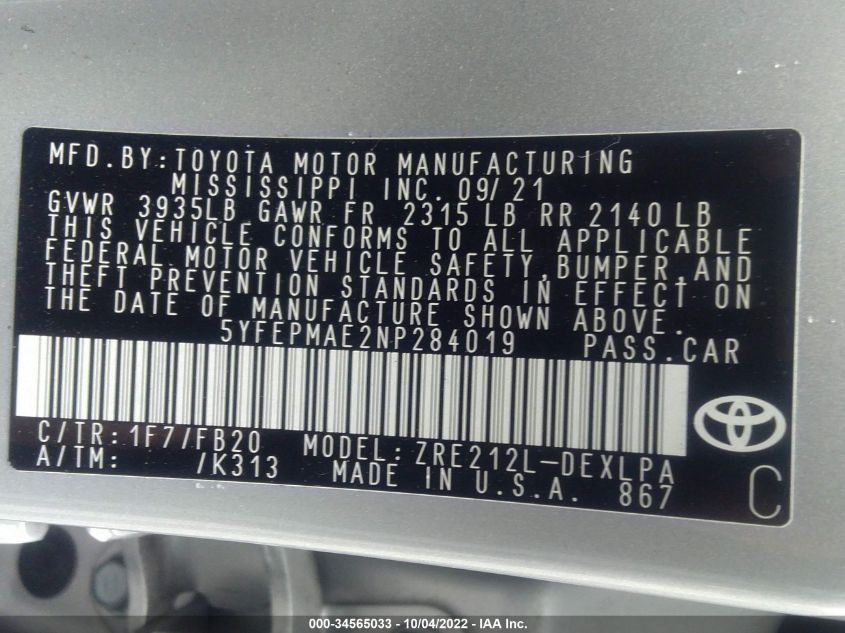 MFD.BY:TOYOTA MOTOR MANUFACTURING
MISSISSIPPI INC. 09/21
GVWR 3935LB GAWR FR 2315 LB RR 2140 LB
THIS VEHICLE CONFORMS TO ALL APPLICABLE
FEDERAL MOTOR VEHICLE SAFETY,BUMPER,AND
THEFT PREVENTION STANDARDS IN EFFECT ON
THE DATE OF MANUFACTURE SHOWN ABOVE.
5YFEPMAE2NP284019 PASS.CAR
C/TR:1F7/FB20 MODEL:ZRE212L-DEXLPA
A/TM: /K313 MADE IN U.S.A. 867
C
000-34565033 - 10/04/2022 - IAA Inc.